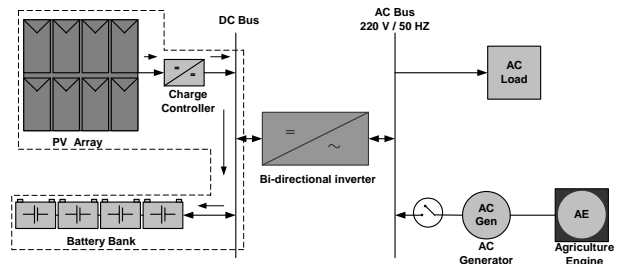 DC Bus
AC Bus
220 V / 50 HZ
=
=
Charge
Controller
PV Array
AC
Load
=
~
Bi-directional inverter
Battery Bank
AC
Gen
AE
AC
Generator
Agriculture
Engine